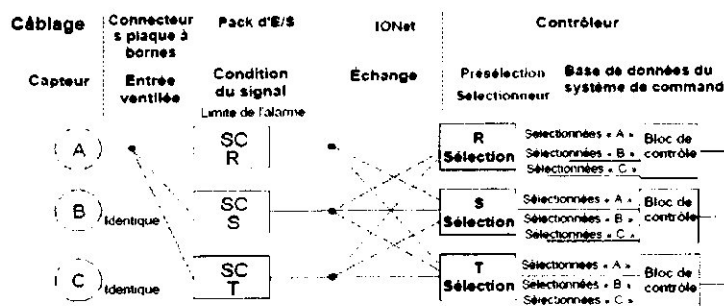 Câblage
Connecteur
s plaque à
bornes
Pack d'E/S
IONet
Contrôleur
Capteur
Entrée
ventilée
Condition
du signal
Limite de l'alarme
Échange
Présélection
Sélectionneur
Base de données du
système de command
A
SC
R
R
Sélection
Sélectionnées « A »
Sélectionnées « B »
Sélectionnées « C »
Bloc de
contrôle
B
Identique
SC
S
S
Sélection
Sélectionnées « A »
Sélectionnées « B »
Sélectionnées « C »
Bloc de
contrôle
C
Identique
SC
T
T
Sélection
Sélectionnées « A »
Sélectionnées « B »
Sélectionnées « C »
Bloc de
contrôle